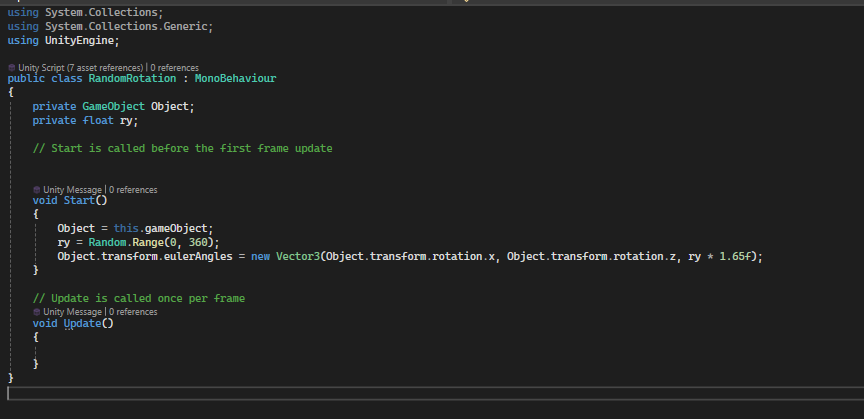 using System.Collections;
using System.Collections.Generic;
using UnityEngine;
Unity Script (7 asset references) | 0 references
public class RandomRotation : MonoBehaviour
{
private GameObject Object;
private float ry;
// Start is called before the first frame update
Unity Message | 0 references
void Start()
{
Object = this.gameObject;
ry = Random.Range(0, 360);
Object.transform.eulerAngles = new Vector3(Object.transform.rotation.x, Object.transform.rotation.z, ry * 1.65f);
}
// Update is called once per frame
Unity Message | 0 references
void Update()
{
}
}